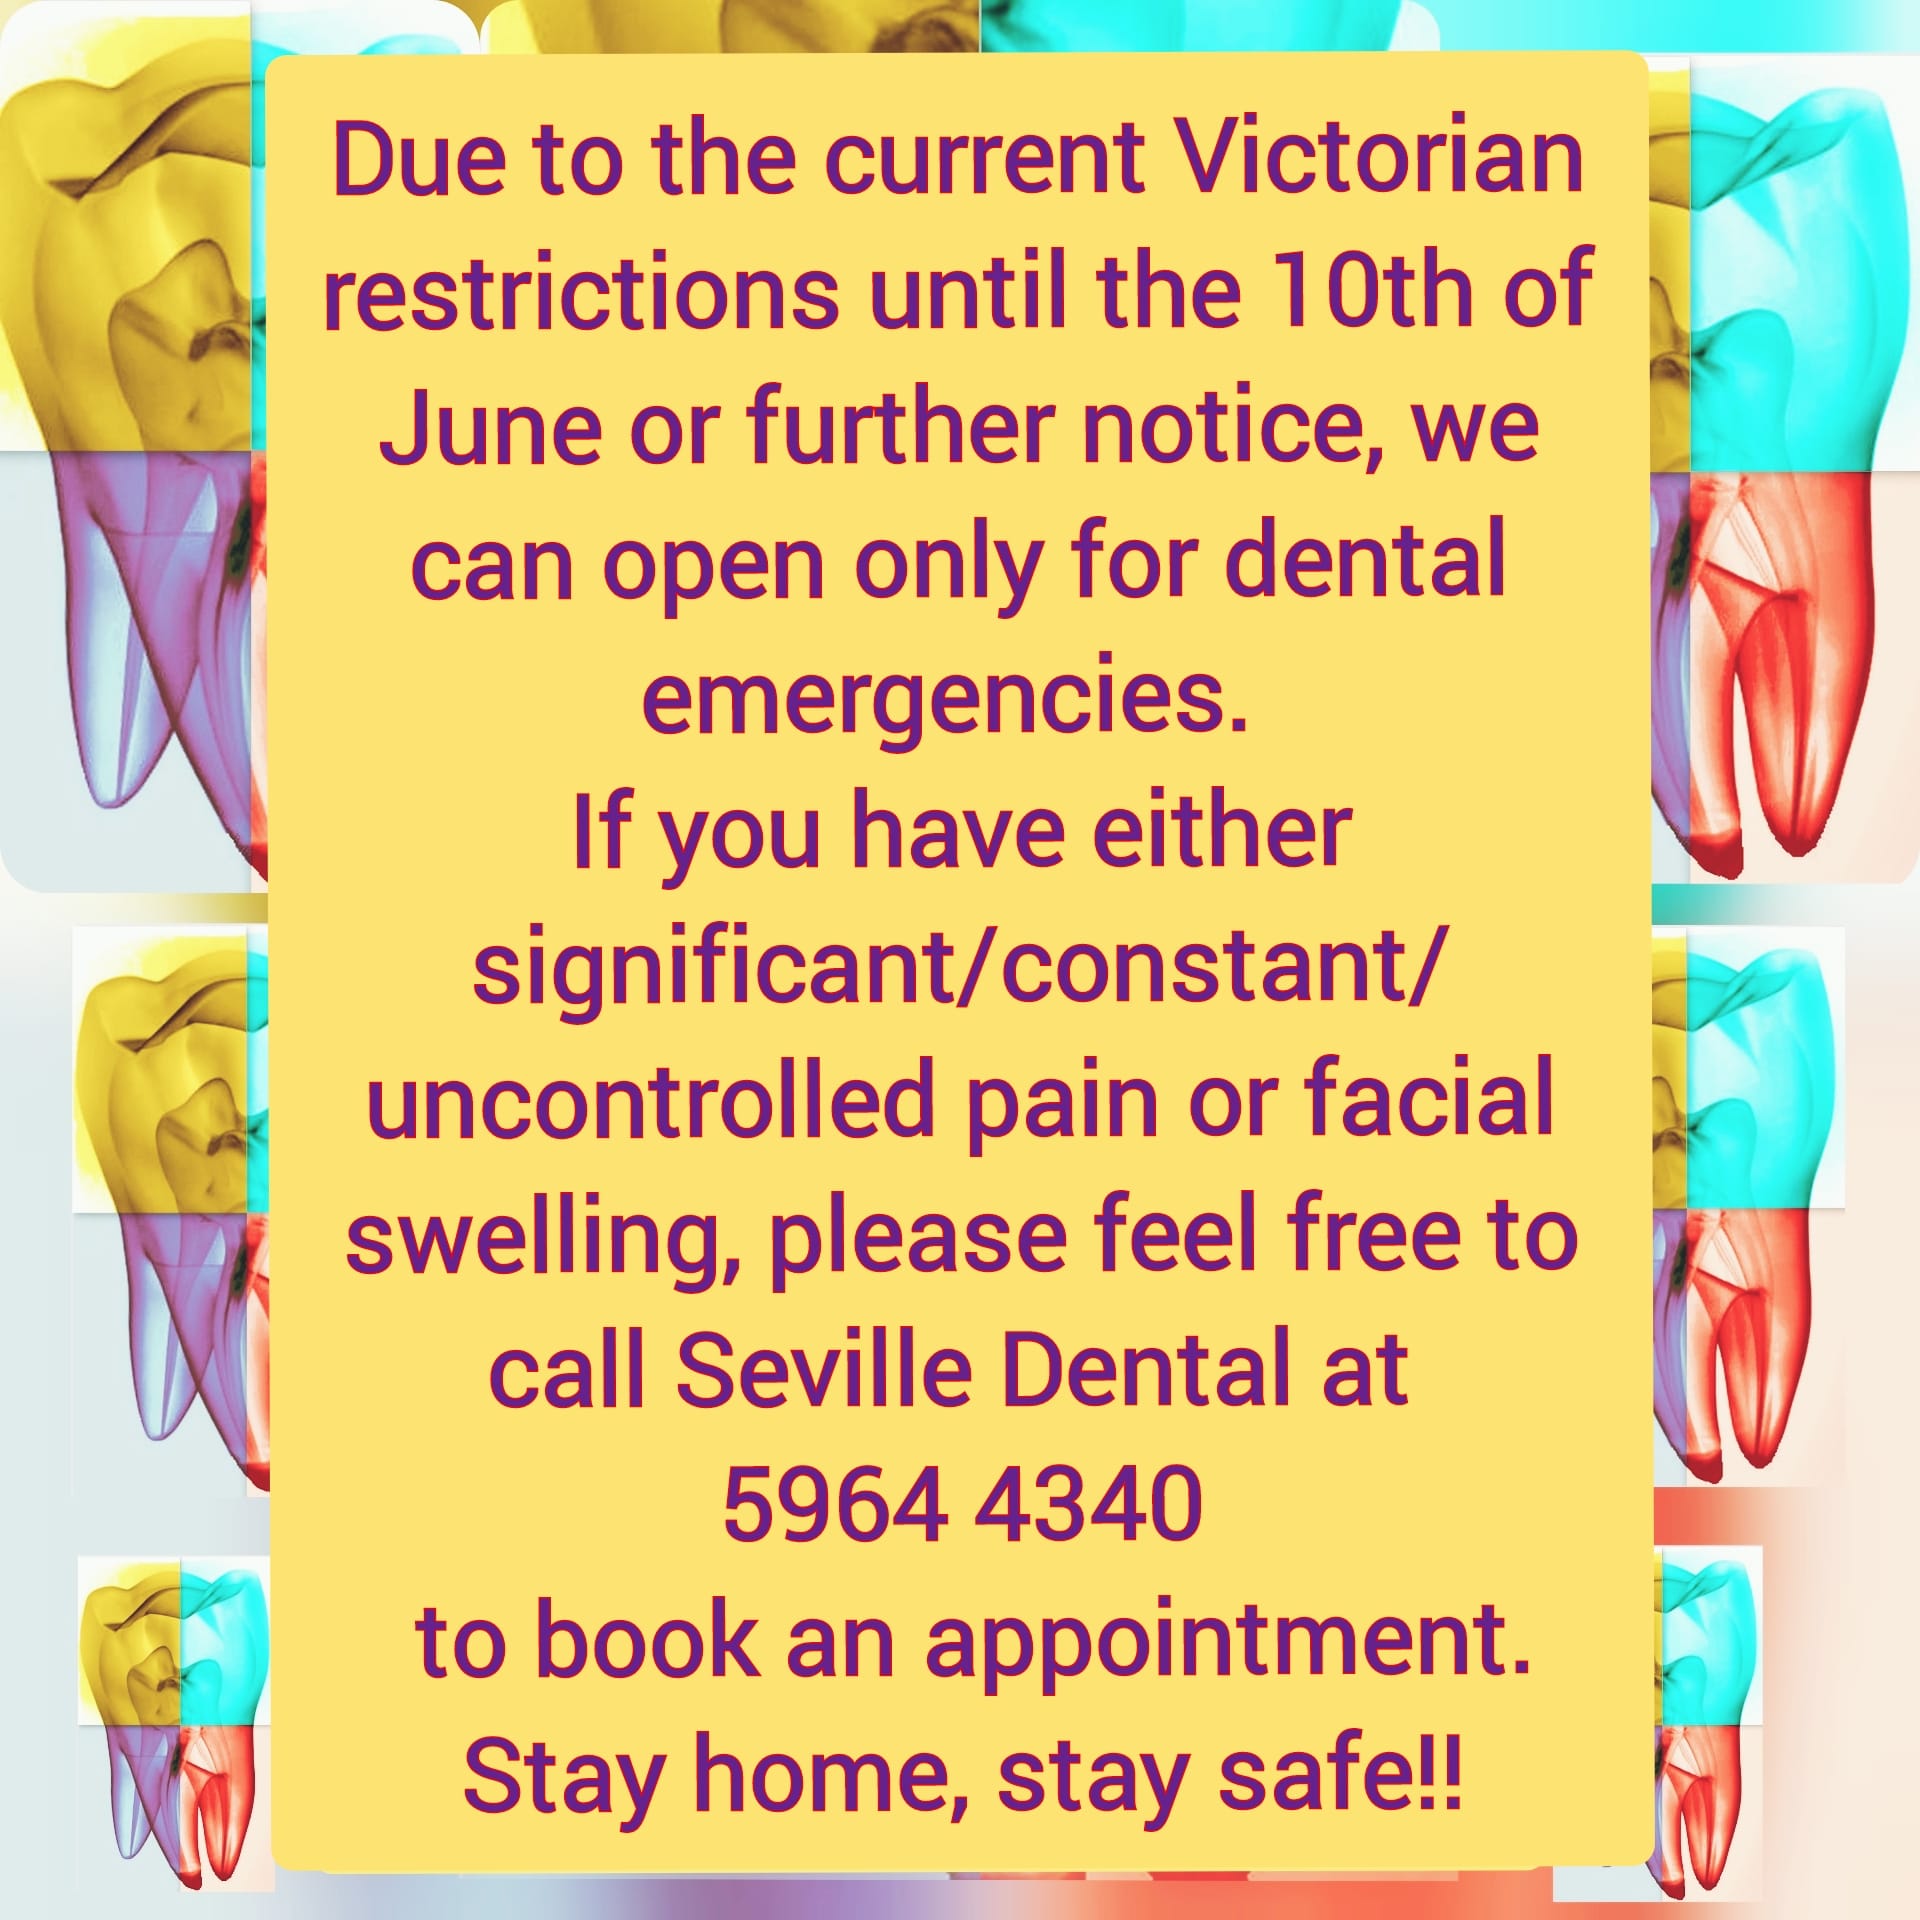 Due to the current Victorian
restrictions until the 10th of
June or further notice, we
can open only for dental
emergencies.
If you have either
significant/constant/
uncontrolled pain or facial
swelling, please feel free to
call Seville Dental at
5964 4340
to book an appointment.
Stay home, stay safe!!